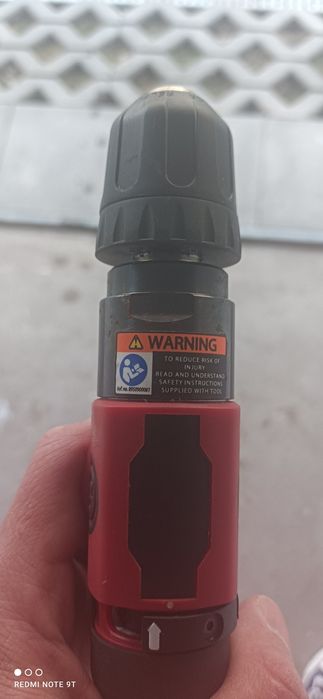 WARNING
TO REDUCE RISK OF
INJURY
READ AND UNDERSTAND
SAFETY INSTRUCTIONS
SUPPLIED WITH TOOL
REDMI NOTE 9T